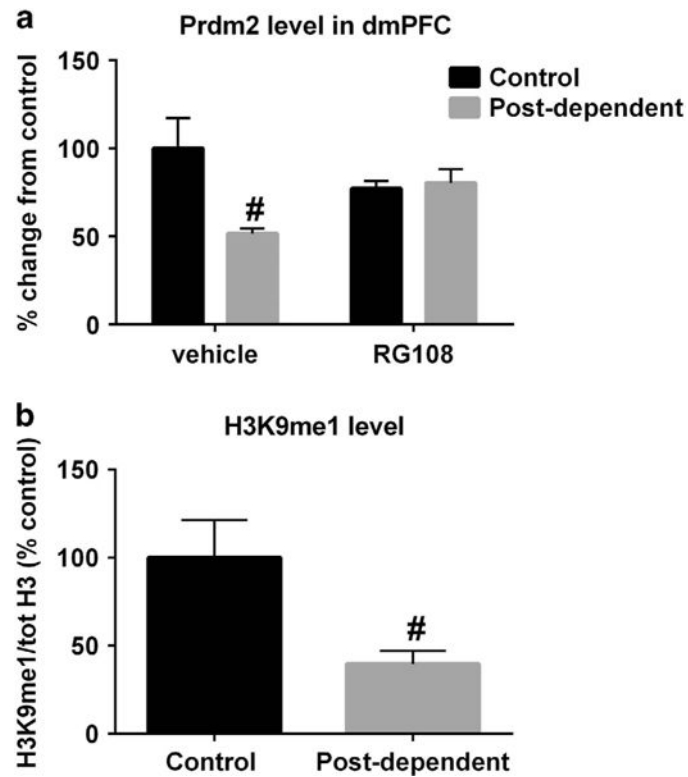 a
Prdm2 level in dmPFC
% change from control
150
100
50
0
Control
Post-dependent
#
vehicle
RG108
b
H3K9me1 level
H3K9me1/tot H3 (% control)
150
100
50
0
#
Control
Post-dependent